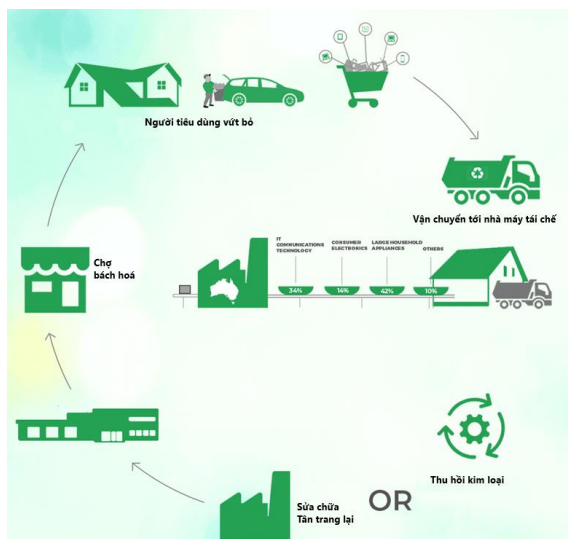 Người tiêu dùng vứt bỏ
Vận chuyển tới nhà máy tái chế
IT
COMMUNICATIONS
TECHNOLOGY
CONSUMER
ELECTRONICS
LARGE HOUSEHOLD
APPLIANCES
OTHERS
34%
14%
42%
10%
Chợ
bách hoá
Thu hồi kim loại
OR
Sửa chữa
Tân trang lại